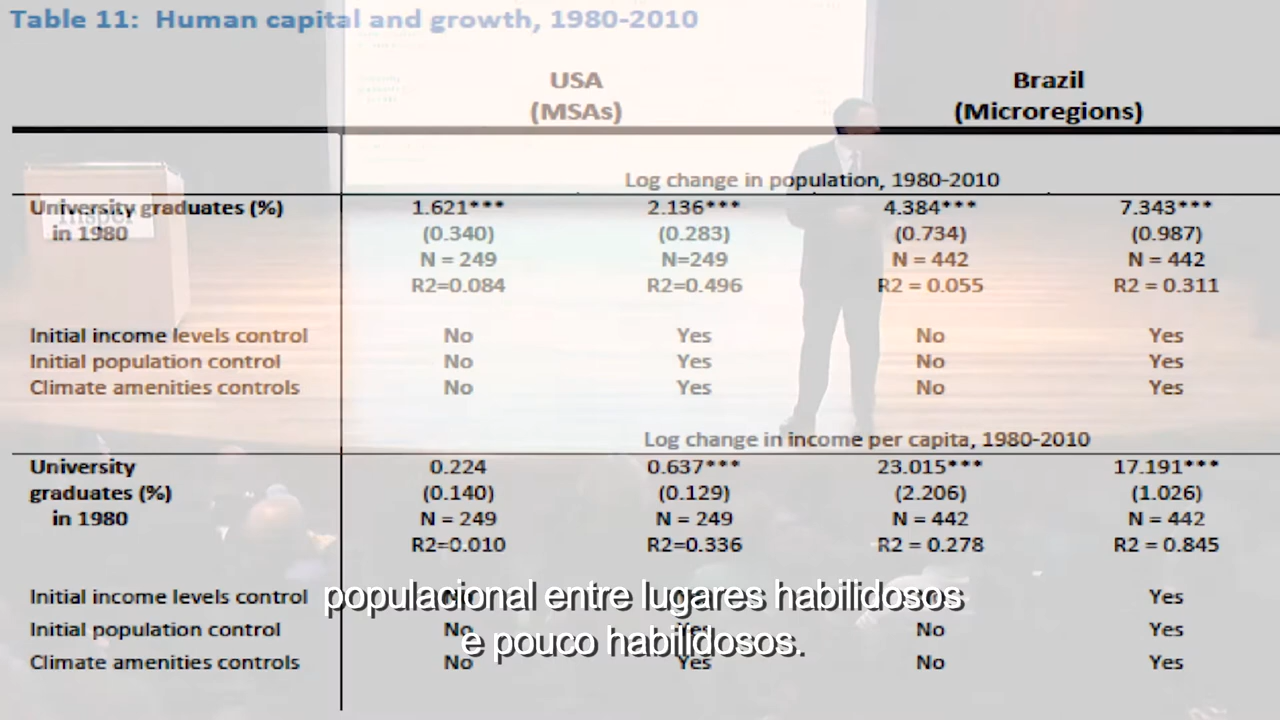 Table 11: Human capital and growth, 1980-2010
USA Brazil
(MSAs) (Microregions)
Log change in population, 1980-2010
University graduates (%) 1.621*** 2.136*** 4.384*** 7.343***
in 1980 (0.340) (0.283) (0.734) (0.987)
N = 249 N=249 N = 442 N = 442
R2=0.084 R2=0.496 R2 = 0.055 R2 = 0.311
Initial income levels control No Yes No Yes
Initial population control No Yes No Yes
Climate amenities controls No Yes No Yes
Log change in income per capita, 1980-2010
University 0.224 0.637*** 23.015*** 17.191***
graduates (%) (0.140) (0.129) (2.206) (1.026)
in 1980 N = 249 N = 249 N = 442 N = 442
R2=0.010 R2=0.336 R2 = 0.278 R2 = 0.845
Initial income levels control Yes
populacional entre lugares habilidosos
Initial population control No Yes No Yes
e pouco habilidosos.
Climate amenities controls No Yes No Yes
Insper